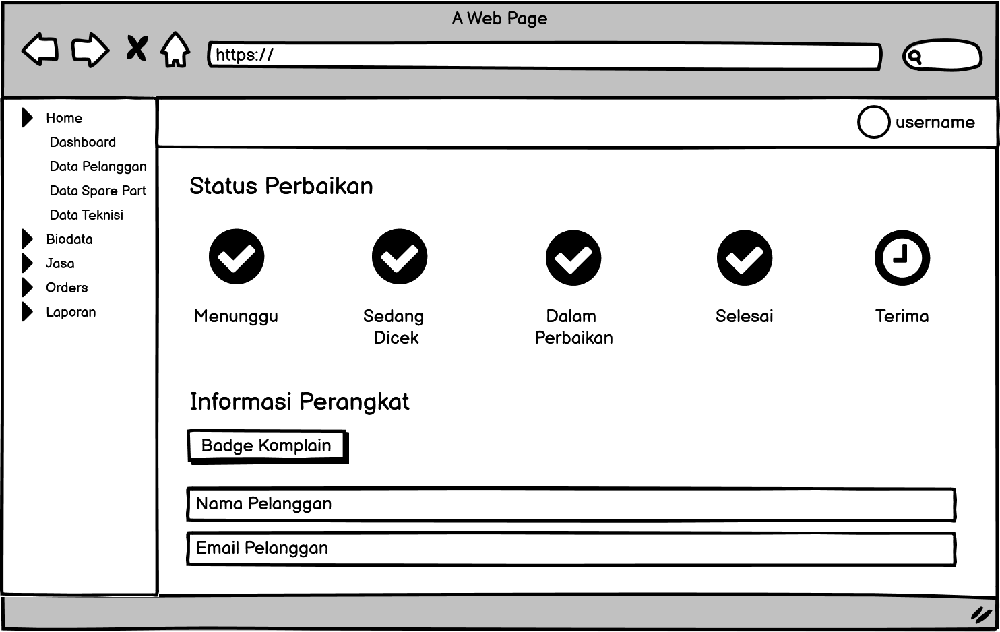 A Web Page
https://
username
Home
Dashboard
Data Pelanggan
Data Spare Part
Data Teknisi
Biodata
Jasa
Orders
Laporan
Status Perbaikan
Menunggu
Sedang
Dicek
Dalam
Perbaikan
Selesai
Terima
Informasi Perangkat
Badge Komplain
Nama Pelanggan
Email Pelanggan